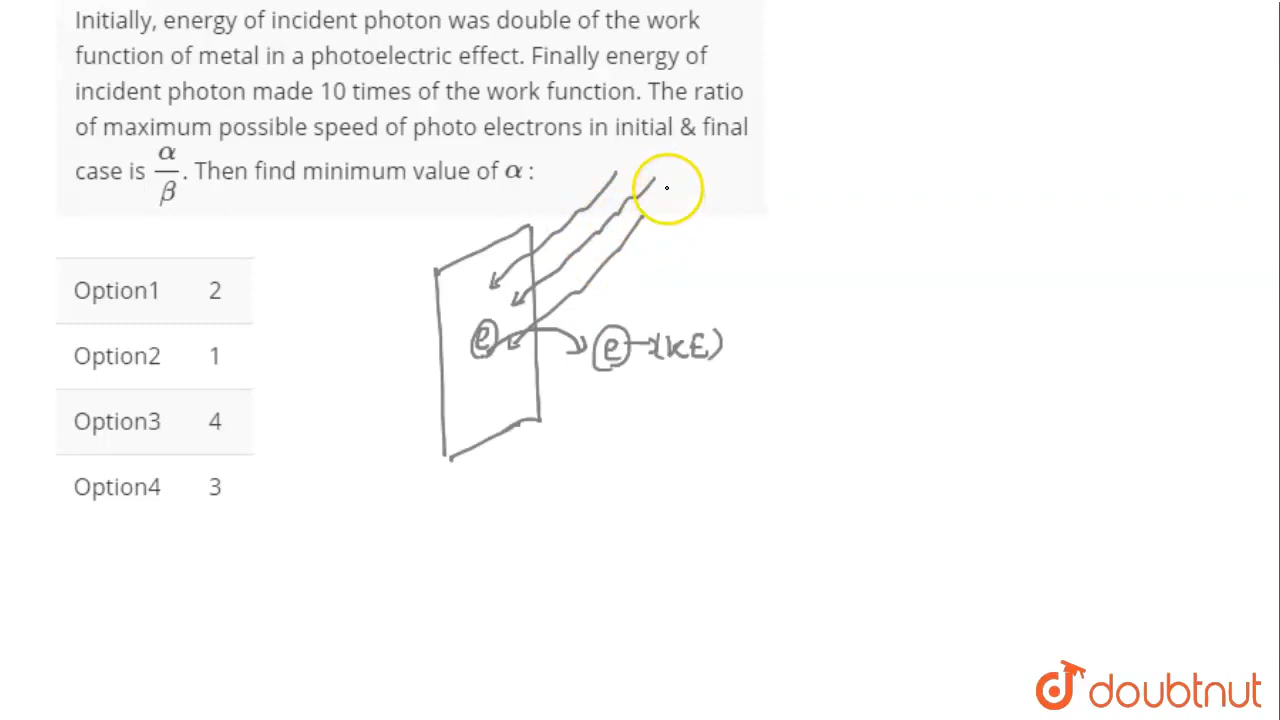 Initially, energy of incident photon was double of the work
function of metal in a photoelectric effect. Finally energy of
incident photon made 10 times of the work function. The ratio
of maximum possible speed of photo electrons in initial & final
case is α/β. Then find minimum value of α :
Option1 2
Option2 1
Option3 4
Option4 3
e
e → (KE)
doubtnut